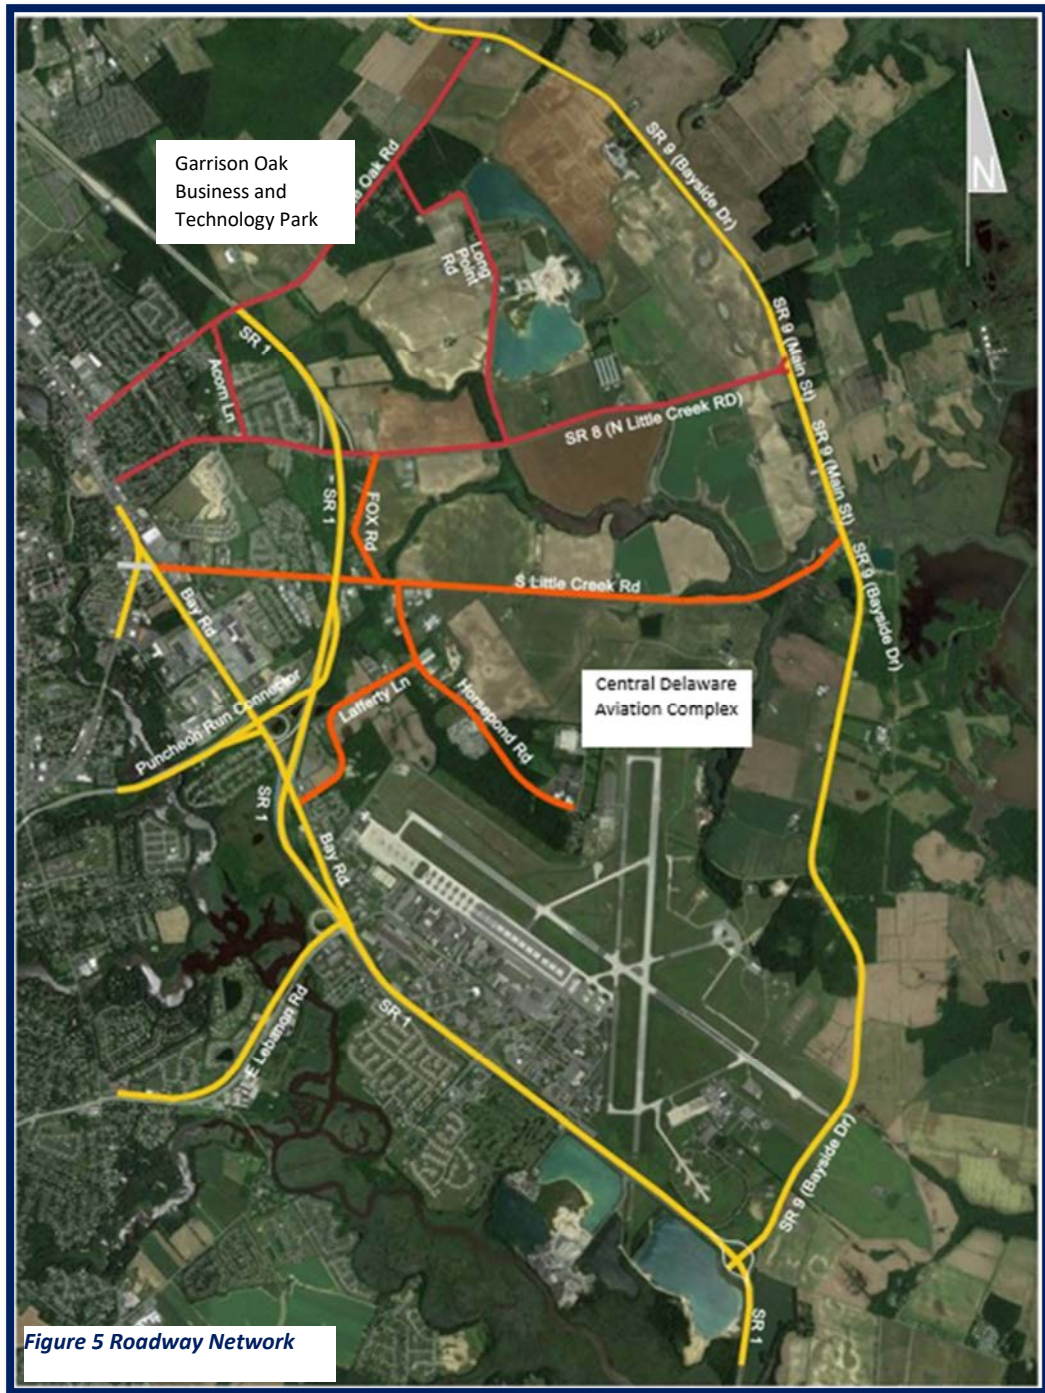 SR 9 (Bayside Dr)
N
Garrison Oak
Business and
Technology Park
Oak Rd
Long
Point
Rd
SR 9 (Main St)
SR 1
Acorn Ln
SR 8 (N Little Creek RD)
SR 9 (Main St)
SR 1
FOX Rd
SR 9 (Bayside Dr)
S Little Creek Rd
Bay Rd
Puncheon Run Connector
Lafferty Ln
Horsepond Rd
Central Delaware
Aviation Complex
SR 1
Bay Rd
SR 1
E Lebanon Rd
SR 9 (Bayside Dr)
SR 1
Figure 5 Roadway Network